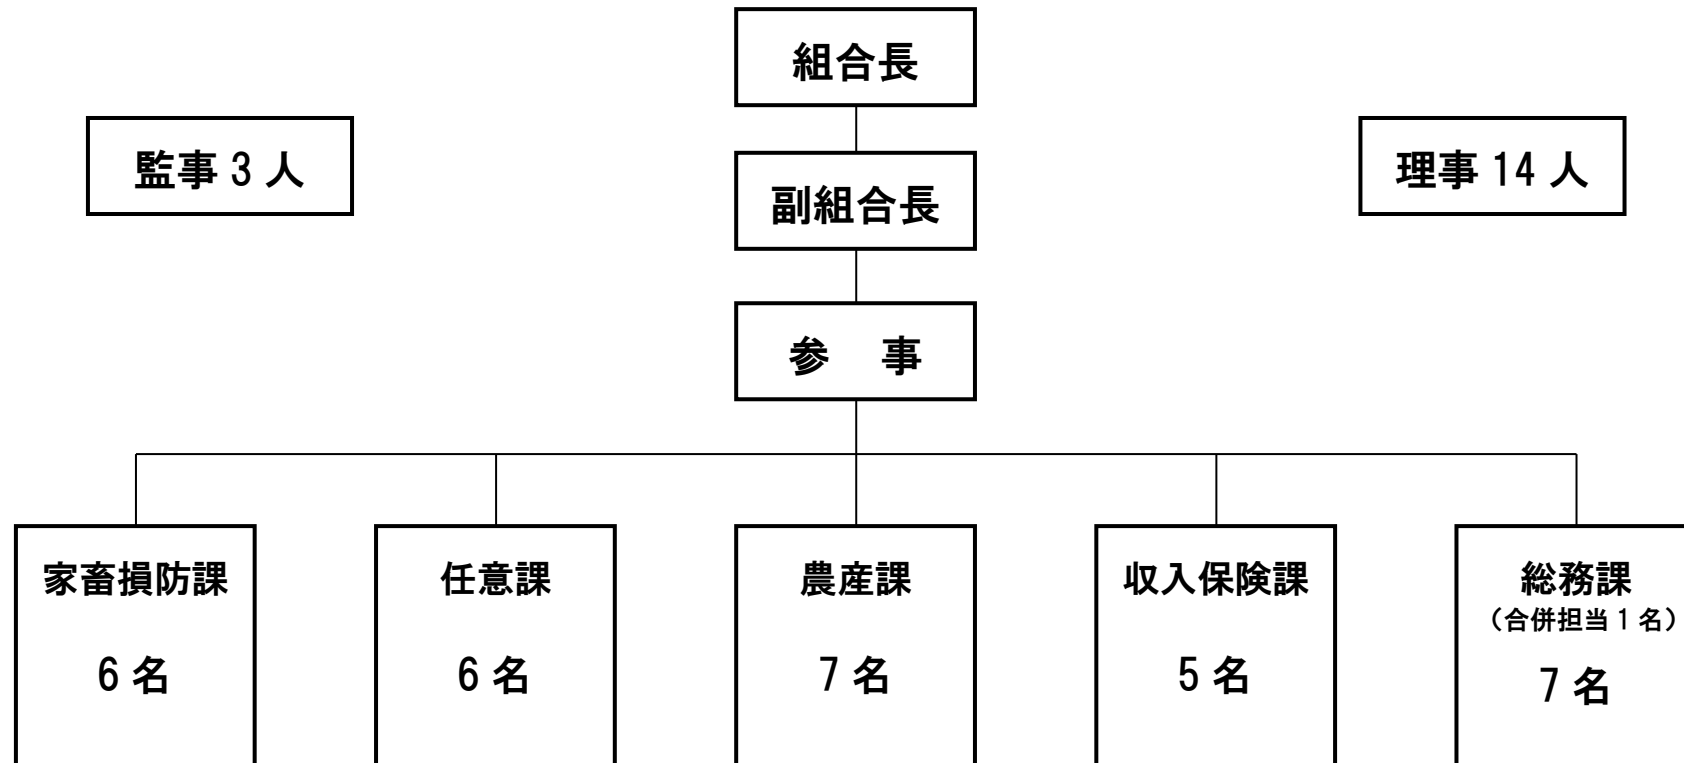 組合長
監事 3 人
理事 14 人
副組合長
参　事
家畜損防課
6 名
任意課
6 名
農産課
7 名
収入保険課
5 名
総務課
（合併担当 1 名）
7 名